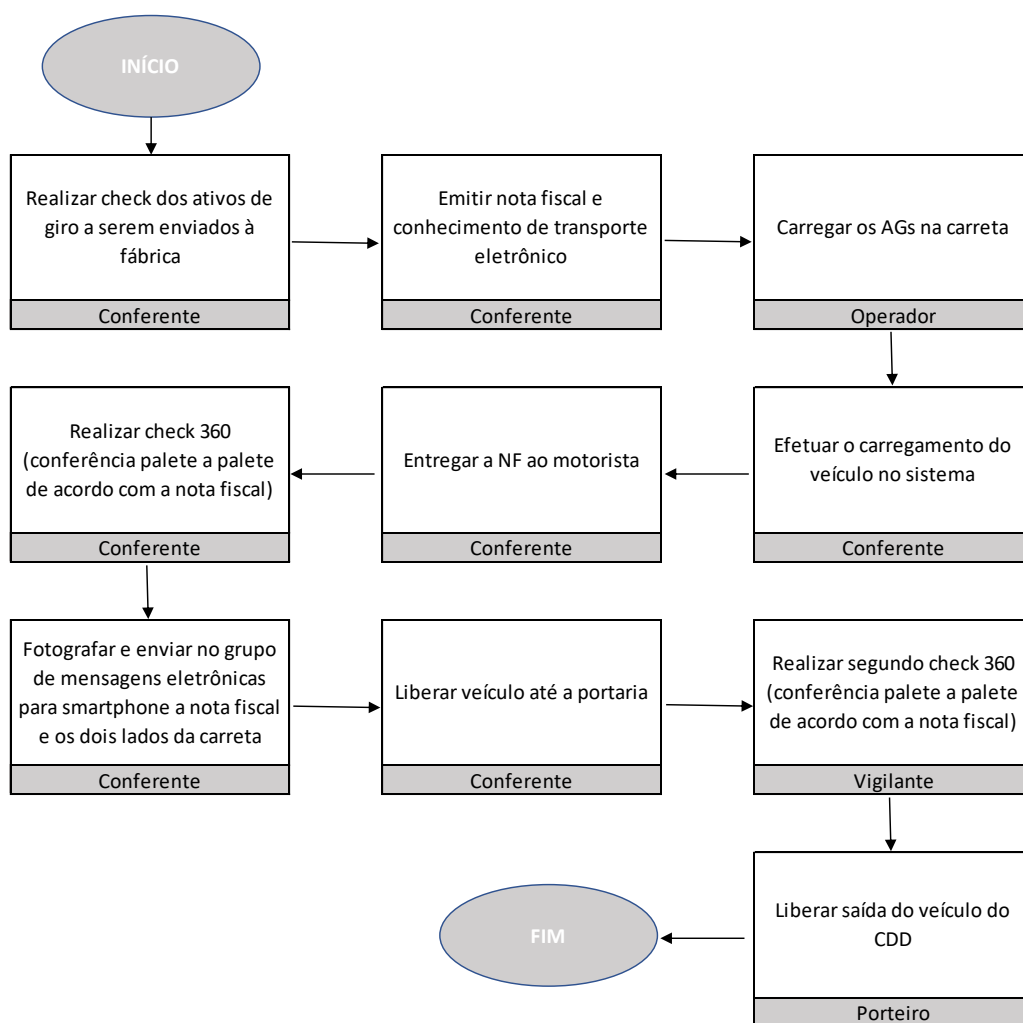 INÍCIO
Realizar check dos ativos de
giro a serem enviados à
fábrica
Conferente
Emitir nota fiscal e
conhecimento de transporte
eletrônico
Conferente
Carregar os AGs na carreta
Operador
Efetuar o carregamento do
veículo no sistema
Conferente
Entregar a NF ao motorista
Conferente
Realizar check 360
(conferência palete a palete
de acordo com a nota fiscal)
Conferente
Fotografar e enviar no grupo
de mensagens eletrônicas
para smartphone a nota fiscal
e os dois lados da carreta
Conferente
Liberar veículo até a portaria
Conferente
Realizar segundo check 360
(conferência palete a palete
de acordo com a nota fiscal)
Vigilante
Liberar saída do veículo do
CDD
Porteiro
FIM